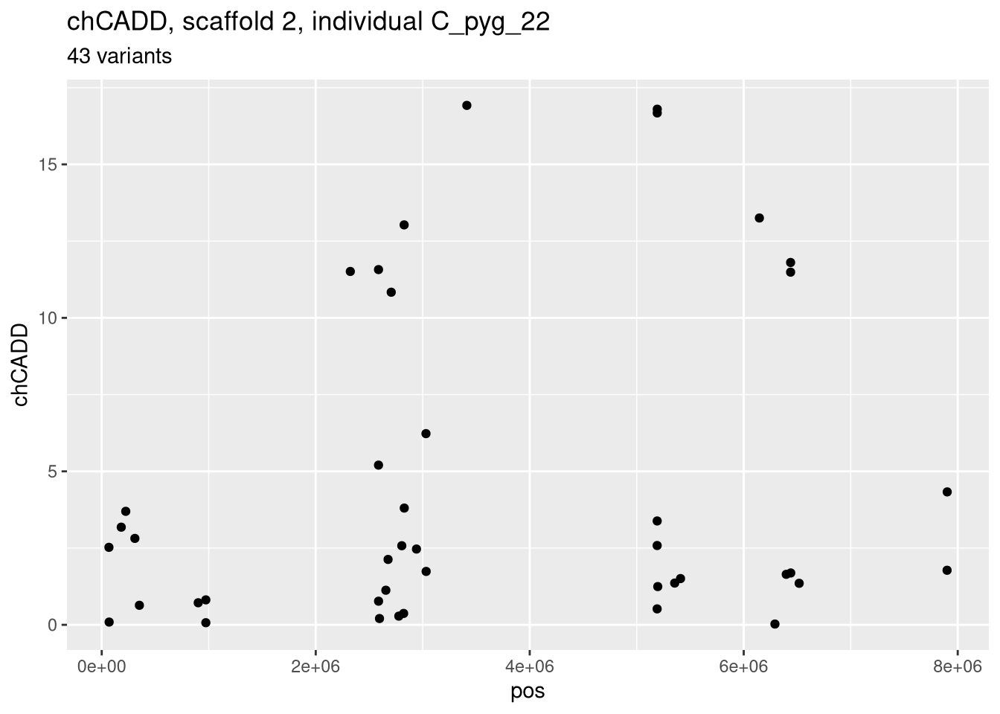 chCADD, scaffold 2, individual C_pyg_22
43 variants
15
10
5
0
chCADD
0e+00 2e+06 4e+06 6e+06 8e+06
pos